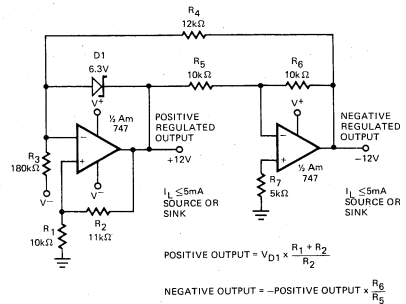 R4
12kΩ
D1
6.3V
R5
10kΩ
R6
10kΩ
V+
½ Am
747
POSITIVE
REGULATED
OUTPUT
+12V
V+
½ Am
747
NEGATIVE
REGULATED
OUTPUT
−12V
R3
180kΩ
V−
V−
R2
11kΩ
R1
10kΩ
IL ≤5mA
SOURCE OR
SINK
R7
5kΩ
IL ≤5mA
SOURCE OR
SINK
POSITIVE OUTPUT = VD1 × R1 + R2 / R2
NEGATIVE OUTPUT = −POSITIVE OUTPUT × R6 / R5